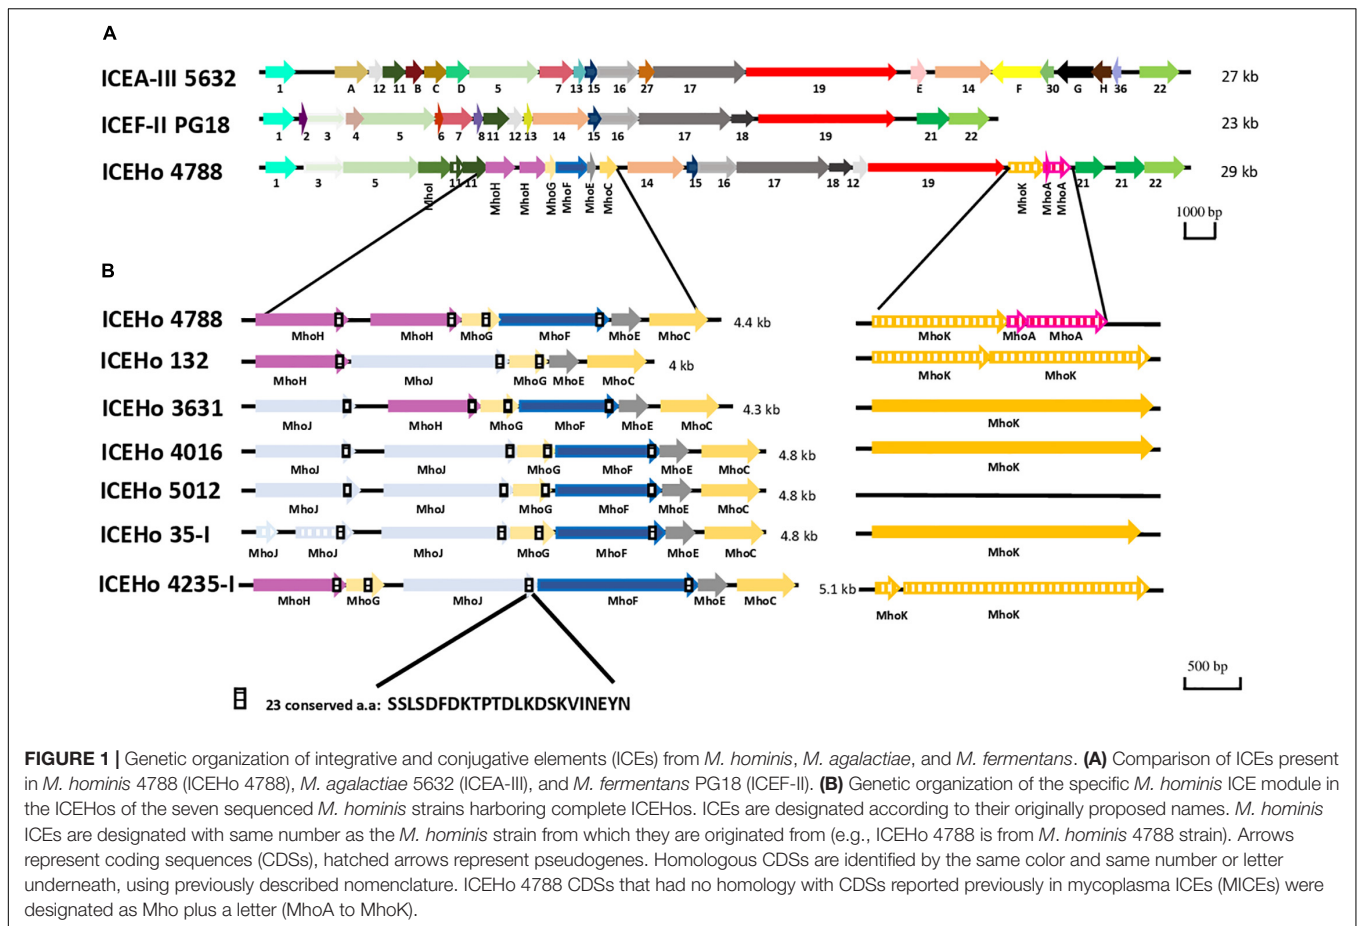 A
ICEA-III 5632
1 A 12 11 B C D 5 7 13 15 16 27 17 19 E 14 F 30 G H 36 22
27 kb
ICEF-II PG18
1 2 3 4 5 6 7 8 11 12 13 14 15 16 17 18 19 21 22
23 kb
ICEHo 4788
1 3 5 MhoI 11 11 MhoH MhoH MhoG MhoF MhoE MhoC 14 15 16 17 18 12 19 MhoK MhoA MhoA 21 21 22
29 kb
1000 bp
B
ICEHo 4788
MhoH MhoH MhoG MhoF MhoE MhoC
4.4 kb
MhoK MhoA MhoA
ICEHo 132
MhoH MhoJ MhoG MhoE MhoC
4 kb
MhoK MhoK
ICEHo 3631
MhoJ MhoH MhoG MhoF MhoE MhoC
4.3 kb
MhoK
ICEHo 4016
MhoJ MhoJ MhoG MhoF MhoE MhoC
4.8 kb
MhoK
ICEHo 5012
MhoJ MhoJ MhoG MhoF MhoE MhoC
4.8 kb
ICEHo 35-I
MhoJ MhoJ MhoJ MhoG MhoF MhoE MhoC
4.8 kb
MhoK
ICEHo 4235-I
MhoH MhoG MhoJ MhoF MhoE MhoC
5.1 kb
MhoK MhoK
500 bp
23 conserved a.a: SSLSDFDKTPTDLKDSKVINEYN
FIGURE 1 | Genetic organization of integrative and conjugative elements (ICEs) from M. hominis, M. agalactiae, and M. fermentans. (A) Comparison of ICEs present
in M. hominis 4788 (ICEHo 4788), M. agalactiae 5632 (ICEA-III), and M. fermentans PG18 (ICEF-II). (B) Genetic organization of the specific M. hominis ICE module in
the ICEHos of the seven sequenced M. hominis strains harboring complete ICEHos. ICEs are designated according to their originally proposed names. M. hominis
ICEs are designated with same number as the M. hominis strain from which they are originated from (e.g., ICEHo 4788 is from M. hominis 4788 strain). Arrows
represent coding sequences (CDSs), hatched arrows represent pseudogenes. Homologous CDSs are identified by the same color and same number or letter
underneath, using previously described nomenclature. ICEHo 4788 CDSs that had no homology with CDSs reported previously in mycoplasma ICEs (MICEs) were
designated as Mho plus a letter (MhoA to MhoK).